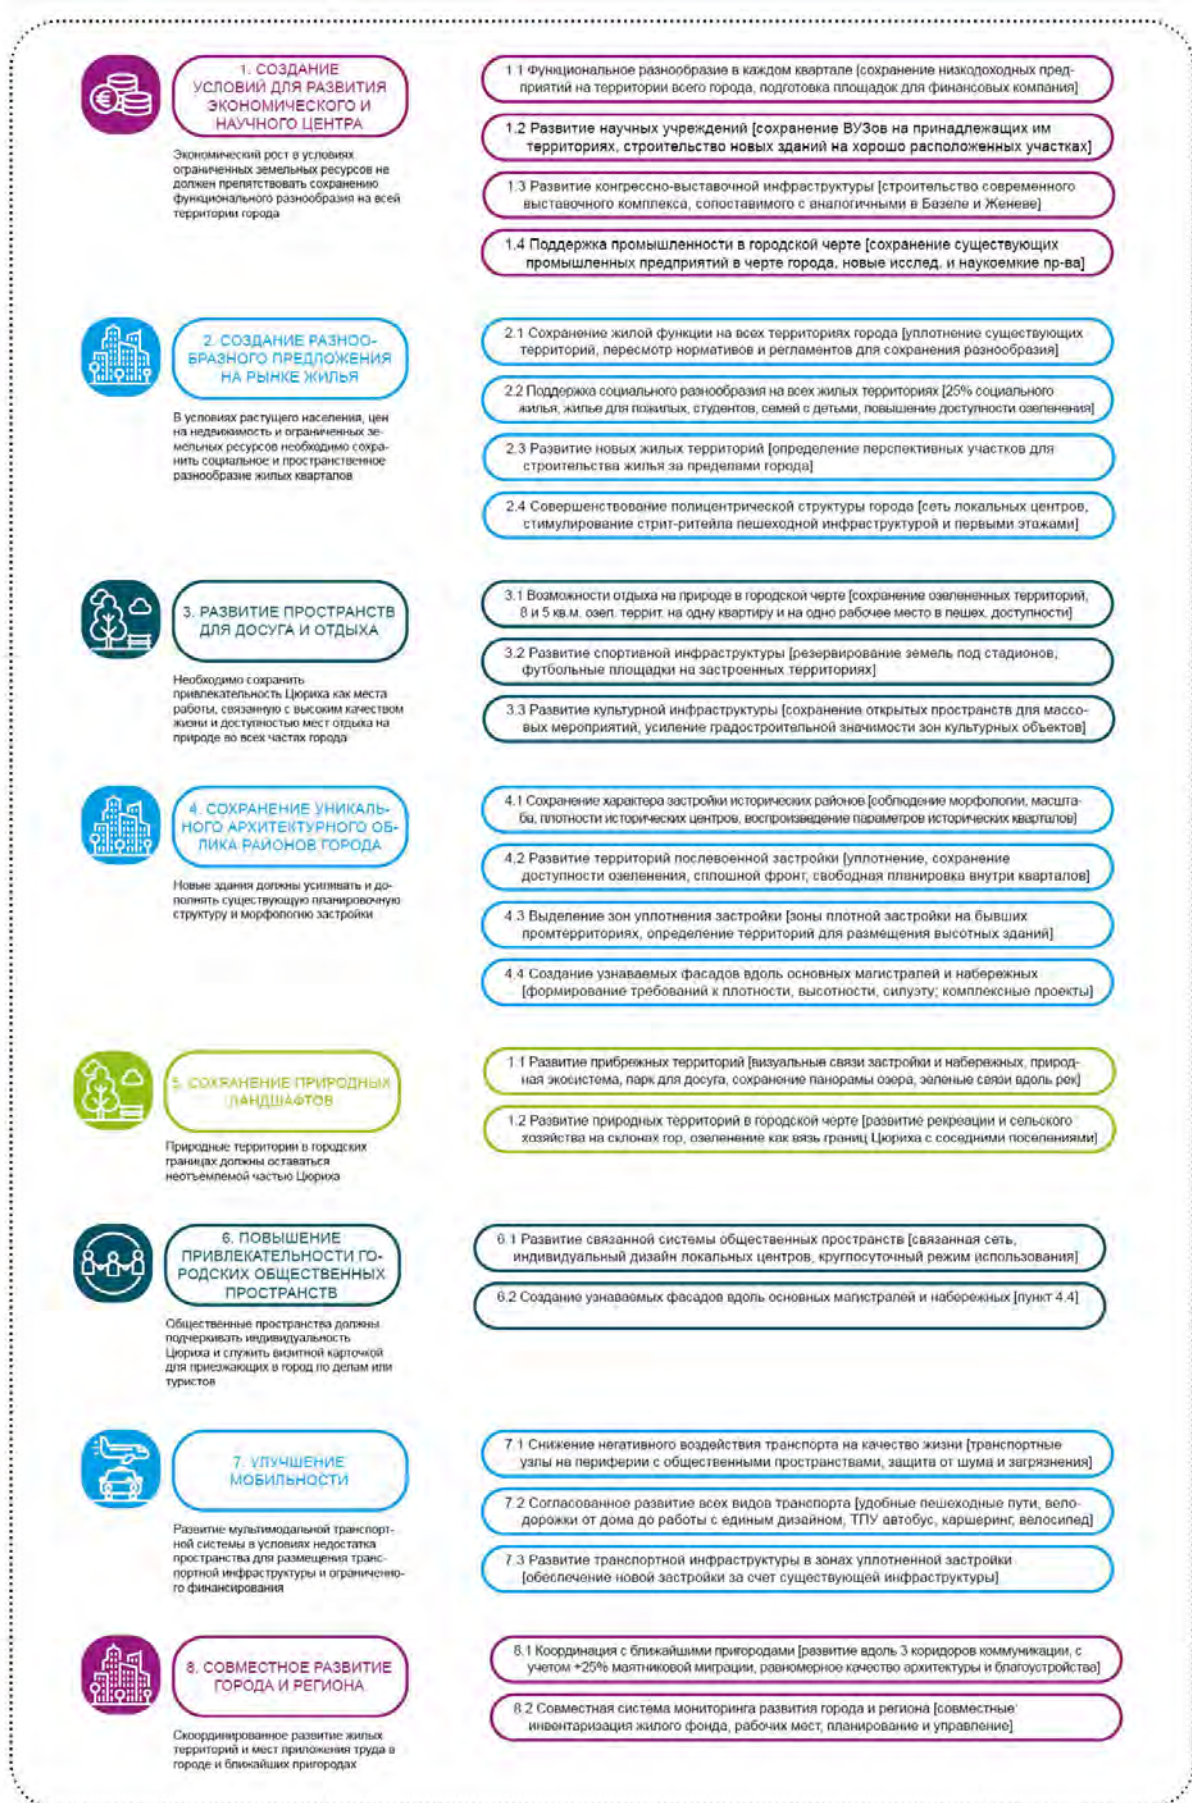 1. СОЗДАНИЕ
УСЛОВИЙ ДЛЯ РАЗВИТИЯ
ЭКОНОМИЧЕСКОГО И
НАУЧНОГО ЦЕНТРА
Экономический рост в условиях
ограниченных земельных ресурсов не
должен препятствовать сохранению
функционального разнообразия на всей
территории города
1.1 Функциональное разнообразие в каждом квартале [сохранение низкодоходных пред-
приятий на территории всего города, подготовка площадок для финансовых компания]
1.2 Развитие научных учреждений [сохранение ВУЗов на принадлежащих им
территориях, строительство новых зданий на хорошо расположенных участках]
1.3 Развитие конгрессно-выставочной инфраструктуры [строительство современного
выставочного комплекса, сопоставимого с аналогичными в Базеле и Женеве]
1.4 Поддержка промышленности в городской черте [сохранение существующих
промышленных предприятий в черте города, новые исслед. и наукоемкие пр-ва]
2. СОЗДАНИЕ РАЗНОО-
БРАЗНОГО ПРЕДЛОЖЕНИЯ
НА РЫНКЕ ЖИЛЬЯ
В условиях растущего населения, цен
на недвижимость и ограниченных зе-
мельных ресурсов необходимо сохра-
нить социальное и пространственное
разнообразие жилых кварталов
2.1 Сохранение жилой функции на всех территориях города [уплотнение существующих
территорий, пересмотр нормативов и регламентов для сохранения разнообразия]
2.2 Поддержка социального разнообразия на всех жилых территориях [25% социального
жилья, жилье для пожилых, студентов, семей с детьми, повышение доступности озеленения]
2.3 Развитие новых жилых территорий [определение перспективных участков для
строительства жилья за пределами города]
2.4 Совершенствование полицентрической структуры города [сеть локальных центров,
стимулирование стрит-ритейла пешеходной инфраструктурой и первыми этажами]
3. РАЗВИТИЕ ПРОСТРАНСТВ
ДЛЯ ДОСУГА И ОТДЫХА
Необходимо сохранить
привлекательность Цюриха как места
работы, связанную с высоким качеством
жизни и доступностью мест отдыха на
природе во всех частях города
3.1 Возможности отдыха на природе в городской черте [сохранение озелененных территорий,
8 и 5 кв.м. озел. террит. на одну квартиру и на одно рабочее место в пешех. доступности]
3.2 Развитие спортивной инфраструктуры [резервирование земель под стадионов,
футбольные площадки на застроенных территориях]
3.3 Развитие культурной инфраструктуры [сохранение открытых пространств для массо-
вых мероприятий, усиление градостроительной значимости зон культурных объектов]
4. СОХРАНЕНИЕ УНИКАЛЬ-
НОГО АРХИТЕКТУРНОГО ОБ-
ЛИКА РАЙОНОВ ГОРОДА
Новые здания должны усиливать и до-
полнять существующую планировочную
структуру и морфологию застройки
4.1 Сохранение характера застройки исторических районов [соблюдение морфологии, масшта-
ба, плотности исторических центров, воспроизведение параметров исторических кварталов]
4.2 Развитие территорий послевоенной застройки [уплотнение, сохранение
доступности озеленения, сплошной фронт, свободная планировка внутри кварталов]
4.3 Выделение зон уплотнения застройки [зоны плотной застройки на бывших
промтерриториях, определение территорий для размещения высотных зданий]
4.4 Создание узнаваемых фасадов вдоль основных магистралей и набережных
[формирование требований к плотности, высотности, силуэту; комплексные проекты]
5. СОХРАНЕНИЕ ПРИРОДНЫХ
ЛАНДШАФТОВ
Природные территории в городских
границах должны оставаться
неотъемлемой частью Цюриха
1.1 Развитие прибрежных территорий [визуальные связи застройки и набережных, природ-
ная экосистема, парк для досуга, сохранение панорамы озера, зеленые связи вдоль рек]
1.2 Развитие природных территорий в городской черте [развитие рекреации и сельского
хозяйства на склонах гор, озеленение как вязь границ Цюриха с соседними поселениями]
6. ПОВЫШЕНИЕ
ПРИВЛЕКАТЕЛЬНОСТИ ГО-
РОДСКИХ ОБЩЕСТВЕННЫХ
ПРОСТРАНСТВ
Общественные пространства должны
подчеркивать индивидуальность
Цюриха и служить визитной карточкой
для приезжающих в город по делам или
туристов
6.1 Развитие связанной системы общественных пространств [связанная сеть,
индивидуальный дизайн локальных центров, круглосуточный режим использования]
6.2 Создание узнаваемых фасадов вдоль основных магистралей и набережных [пункт 4.4]
7. УЛУЧШЕНИЕ
МОБИЛЬНОСТИ
Развитие мультимодальной транспорт-
ной системы в условиях недостатка
пространства для размещения транс-
портной инфраструктуры и ограниченно-
го финансирования
7.1 Снижение негативного воздействия транспорта на качество жизни [транспортные
узлы на периферии с общественными пространствами, защита от шума и загрязнения]
7.2 Согласованное развитие всех видов транспорта [удобные пешеходные пути, вело-
дорожки от дома до работы с единым дизайном, ТПУ автобус, каршеринг, велосипед]
7.3 Развитие транспортной инфраструктуры в зонах уплотненной застройки
[обеспечение новой застройки за счет существующей инфраструктуры]
8. СОВМЕСТНОЕ РАЗВИТИЕ
ГОРОДА И РЕГИОНА
Скоординированное развитие жилых
территорий и мест приложения труда в
городе и ближайших пригородах
8.1 Координация с ближайшими пригородами [развитие вдоль 3 коридоров коммуникации, с
учетом +25% маятниковой миграции, равномерное качество архитектуры и благоустройства]
8.2 Совместная система мониторинга развития города и региона [совместные
инвентаризация жилого фонда, рабочих мест, планирование и управление]